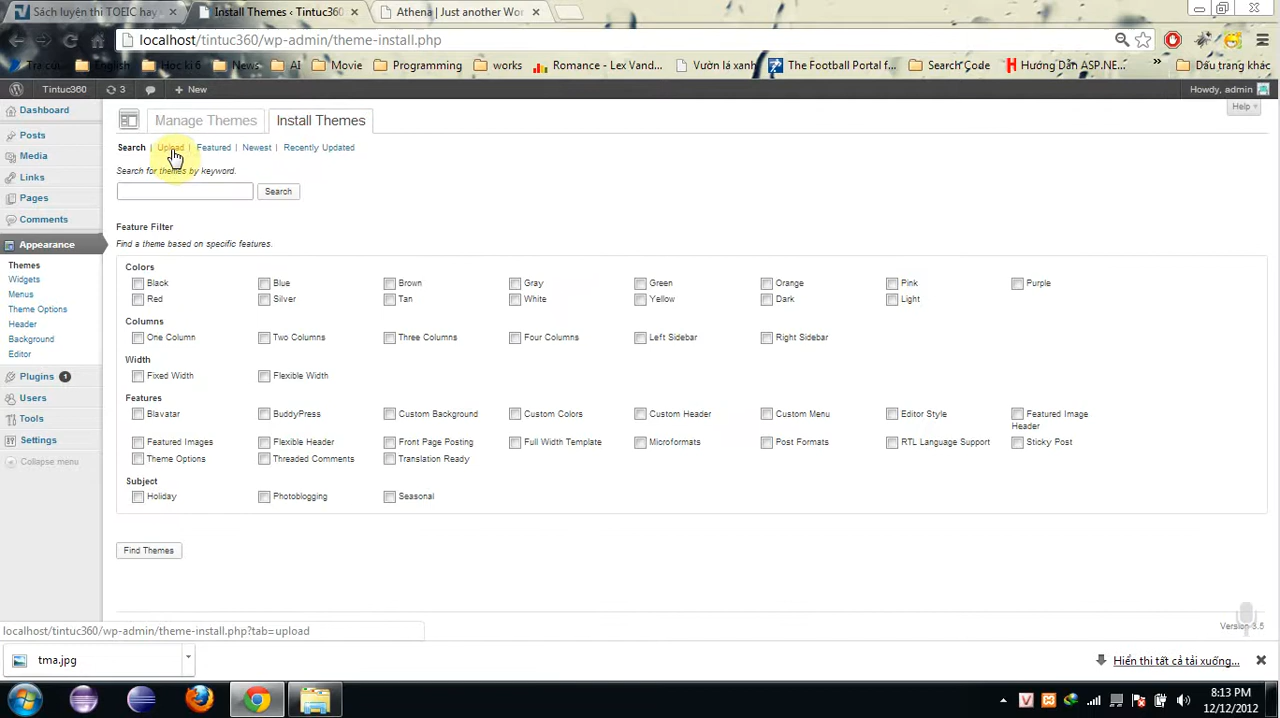 Sách luyện thi TOEIC hay
Install Themes ‹ Tintuc360
Athena | Just another Wor
localhost/tintuc360/wp-admin/theme-install.php
Tra cuu
English
Hoc ki 6
News
AI
Movie
Programming
works
Romance - Lex Vand...
Vườn lá xanh
The Football Portal f...
Search Code
Hướng Dẫn ASP.NE...
»
Dấu trang khác
Tintuc360
3
+ New
Howdy, admin
Dashboard
Manage Themes
Install Themes
Help
Search | Upload | Featured | Newest | Recently Updated
Search for themes by keyword.
Search
Posts
Media
Links
Pages
Comments
Appearance
Themes
Widgets
Menus
Theme Options
Header
Background
Editor
Plugins 1
Users
Tools
Settings
Collapse menu
Feature Filter
Find a theme based on specific features.
Colors
Black Blue Brown Gray Green Orange Pink Purple
Red Silver Tan White Yellow Dark Light
Columns
One Column Two Columns Three Columns Four Columns Left Sidebar Right Sidebar
Width
Fixed Width Flexible Width
Features
Blavatar BuddyPress Custom Background Custom Colors Custom Header Custom Menu Editor Style Featured Image
Header
Featured Images Flexible Header Front Page Posting Full Width Template Microformats Post Formats RTL Language Support Sticky Post
Theme Options Threaded Comments Translation Ready
Subject
Holiday Photoblogging Seasonal
Find Themes
Version 3.5
localhost/tintuc360/wp-admin/theme-install.php?tab=upload
tma.jpg
Hiển thị tất cả tải xuống...
8:13 PM
12/12/2012